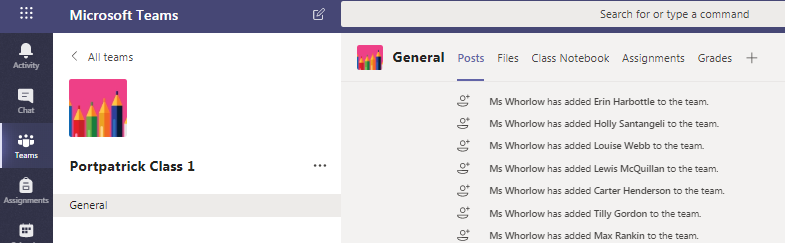 Microsoft Teams
Search for or type a command
Activity
Chat
Teams
Assignments
All teams
Portpatrick Class 1
...
General
General Posts Files Class Notebook Assignments Grades +
Ms Whorlow has added Erin Harbottle to the team.
Ms Whorlow has added Holly Santangeli to the team.
Ms Whorlow has added Louise Webb to the team.
Ms Whorlow has added Lewis McQuillan to the team.
Ms Whorlow has added Carter Henderson to the team.
Ms Whorlow has added Tilly Gordon to the team.
Ms Whorlow has added Max Rankin to the team.